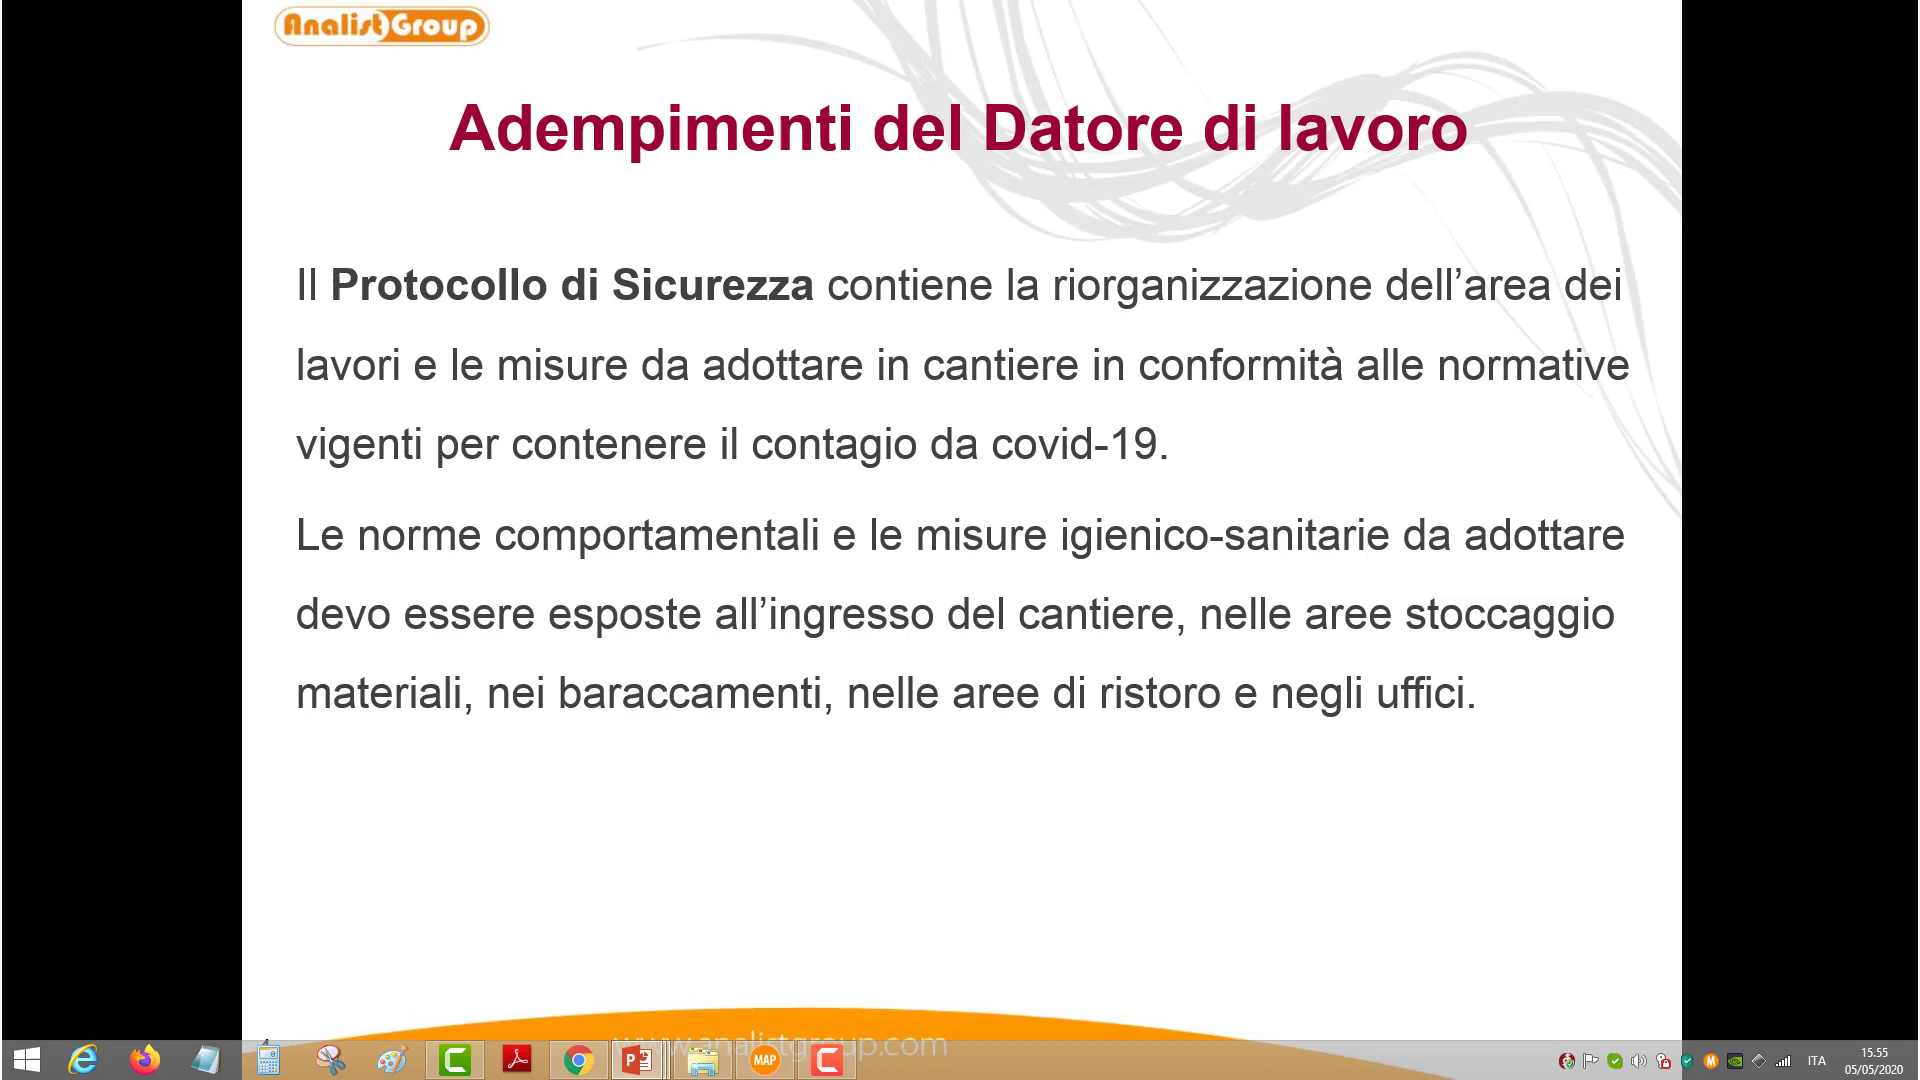 Analist Group
Adempimenti del Datore di lavoro
Il Protocollo di Sicurezza contiene la riorganizzazione dell’area dei
lavori e le misure da adottare in cantiere in conformità alle normative
vigenti per contenere il contagio da covid-19.
Le norme comportamentali e le misure igienico-sanitarie da adottare
devo essere esposte all’ingresso del cantiere, nelle aree stoccaggio
materiali, nei baraccamenti, nelle aree di ristoro e negli uffici.
www.analistgroup.com
MAP
ITA
15.55
05/05/2020